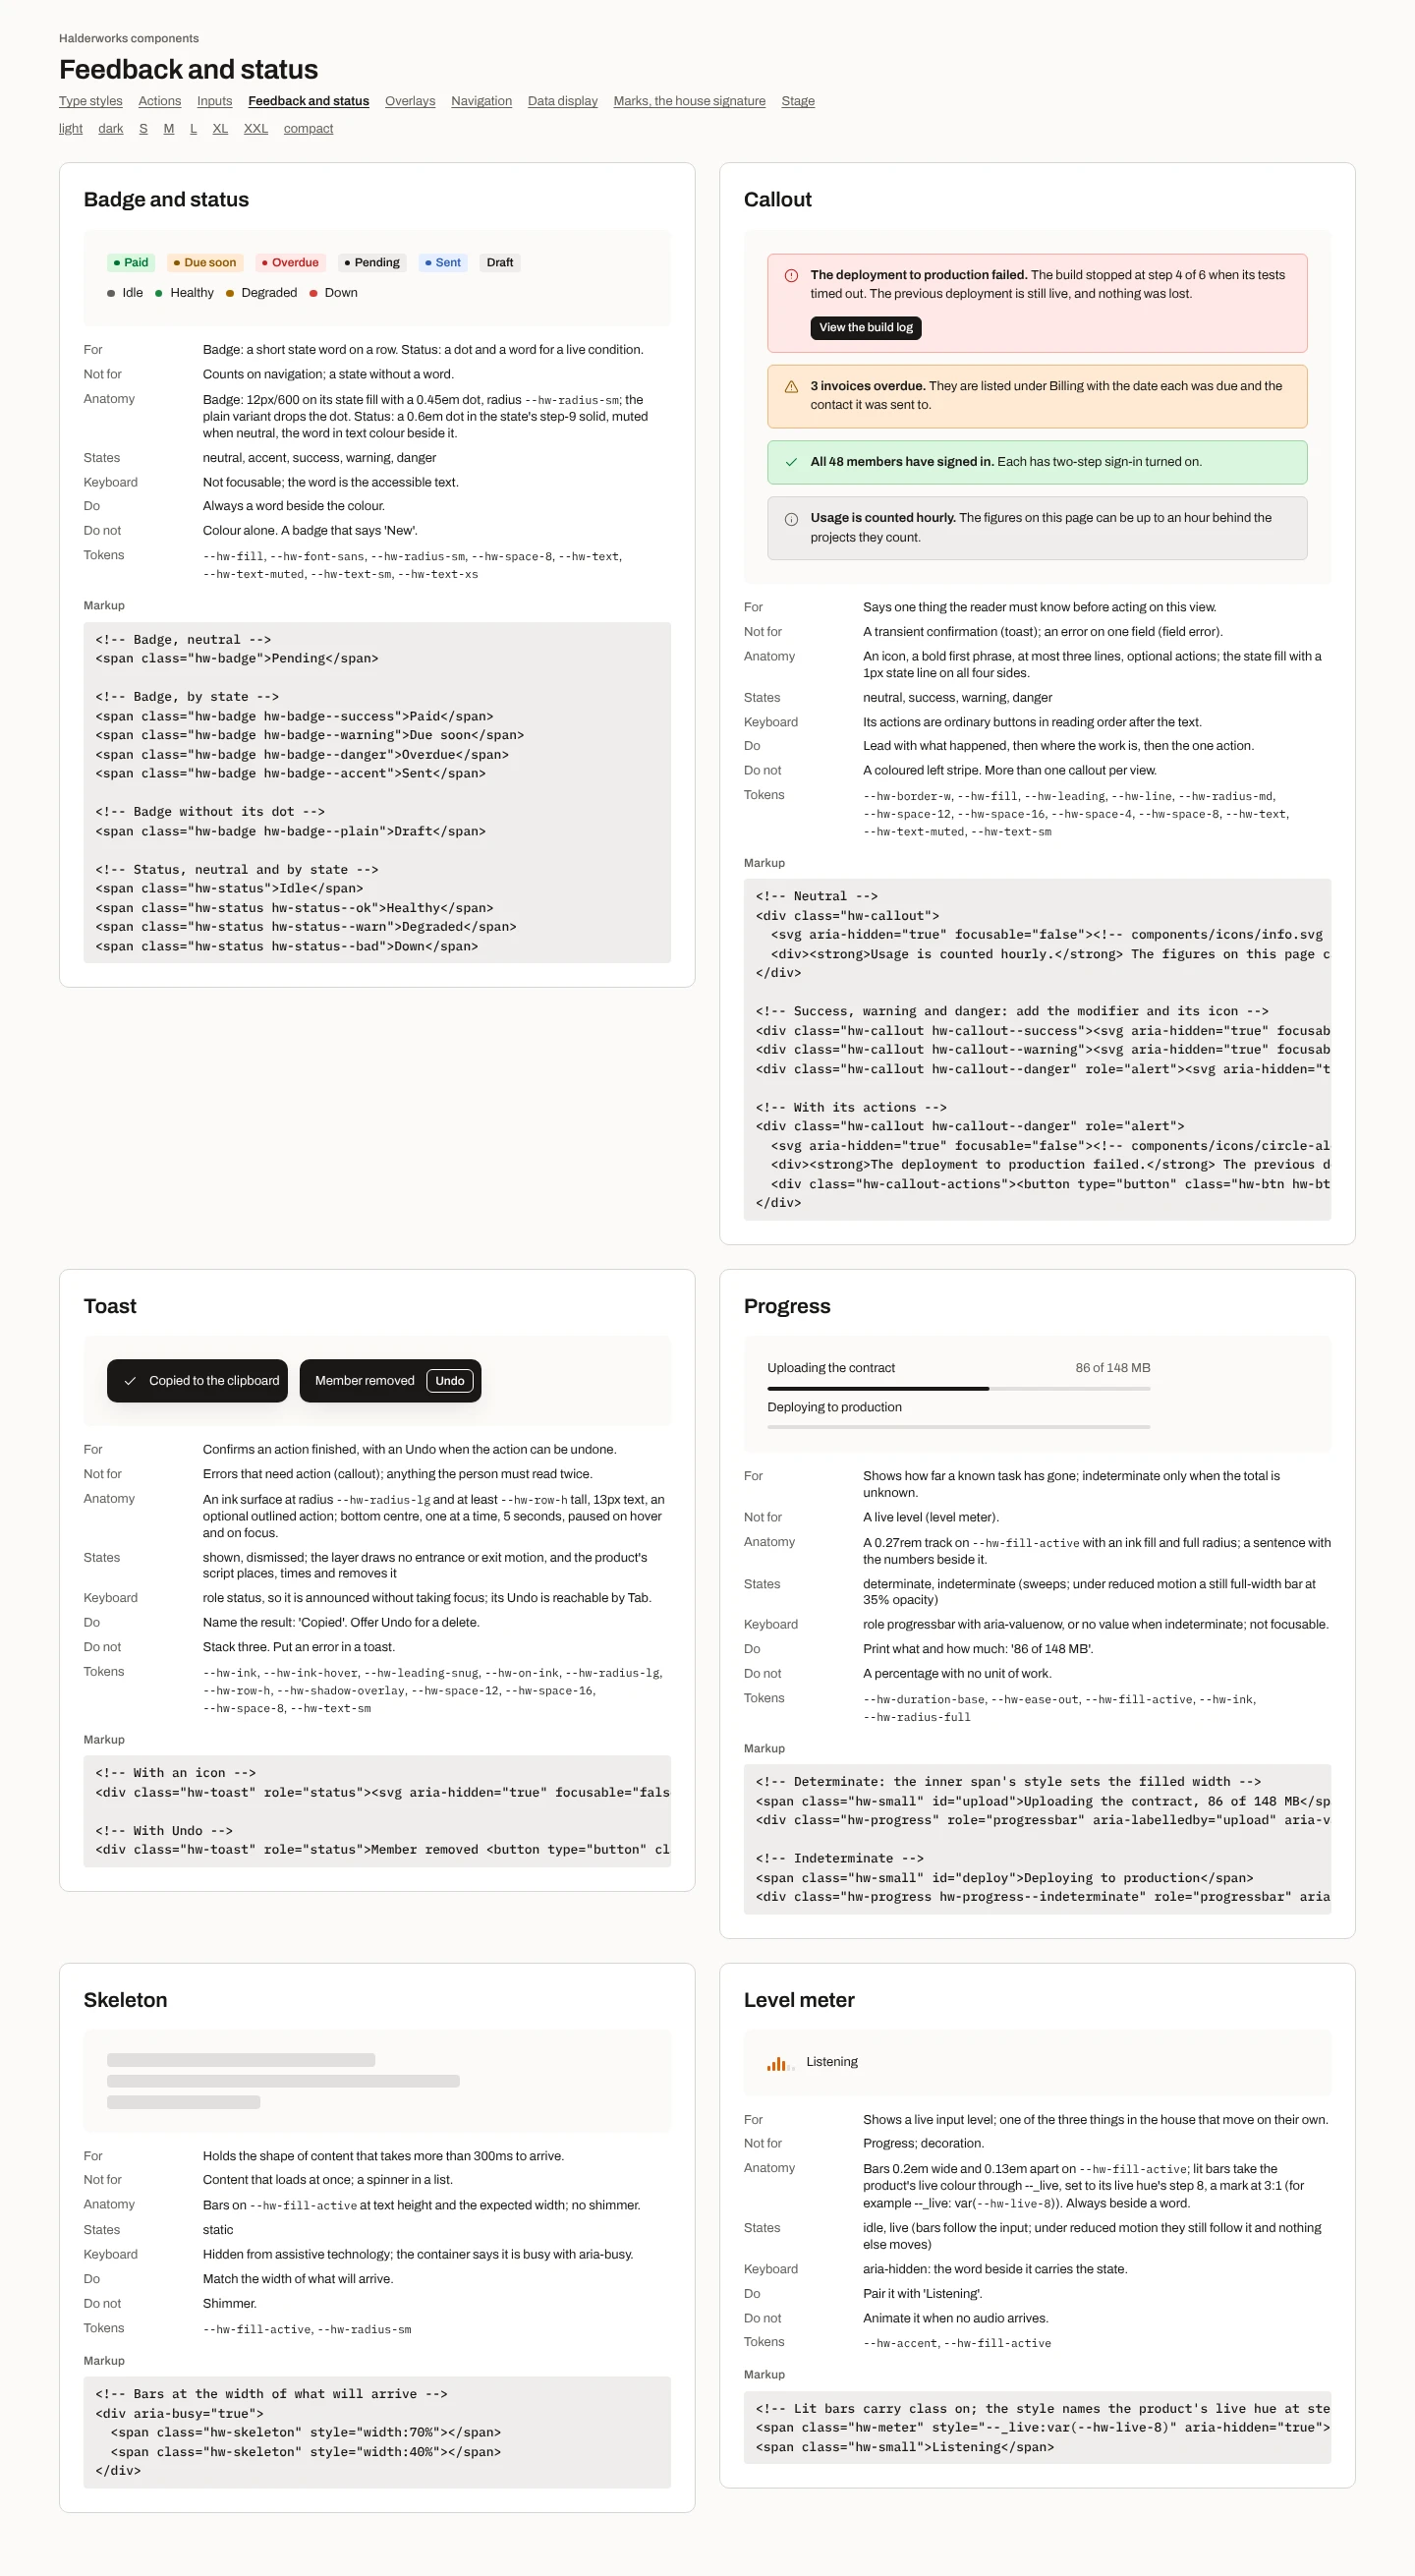 Halderworks components
Feedback and status
Type styles Actions Inputs Feedback and status Overlays Navigation Data display Marks, the house signature Stage
light dark S M L XL XXL compact
Badge and status
Paid Due soon Overdue Pending Sent Draft
Idle Healthy Degraded Down
For Badge: a short state word on a row. Status: a dot and a word for a live condition.
Not for Counts on navigation; a state without a word.
Anatomy Badge: 12px/600 on its state fill with a 0.45em dot, radius --hw-radius-sm; the
plain variant drops the dot. Status: a 0.6em dot in the state's step-9 solid, muted
when neutral, the word in text colour beside it.
States neutral, accent, success, warning, danger
Keyboard Not focusable; the word is the accessible text.
Do Always a word beside the colour.
Do not Colour alone. A badge that says 'New'.
Tokens --hw-fill, --hw-font-sans, --hw-radius-sm, --hw-space-8, --hw-text,
--hw-text-muted, --hw-text-sm, --hw-text-xs
Markup
<!-- Badge, neutral -->
<span class="hw-badge">Pending</span>
<!-- Badge, by state -->
<span class="hw-badge hw-badge--success">Paid</span>
<span class="hw-badge hw-badge--warning">Due soon</span>
<span class="hw-badge hw-badge--danger">Overdue</span>
<span class="hw-badge hw-badge--accent">Sent</span>
<!-- Badge without its dot -->
<span class="hw-badge hw-badge--plain">Draft</span>
<!-- Status, neutral and by state -->
<span class="hw-status">Idle</span>
<span class="hw-status hw-status--ok">Healthy</span>
<span class="hw-status hw-status--warn">Degraded</span>
<span class="hw-status hw-status--bad">Down</span>
Callout
The deployment to production failed. The build stopped at step 4 of 6 when its tests
timed out. The previous deployment is still live, and nothing was lost.
View the build log
3 invoices overdue. They are listed under Billing with the date each was due and the
contact it was sent to.
All 48 members have signed in. Each has two-step sign-in turned on.
Usage is counted hourly. The figures on this page can be up to an hour behind the
projects they count.
For Says one thing the reader must know before acting on this view.
Not for A transient confirmation (toast); an error on one field (field error).
Anatomy An icon, a bold first phrase, at most three lines, optional actions; the state fill with a
1px state line on all four sides.
States neutral, success, warning, danger
Keyboard Its actions are ordinary buttons in reading order after the text.
Do Lead with what happened, then where the work is, then the one action.
Do not A coloured left stripe. More than one callout per view.
Tokens --hw-border-w, --hw-fill, --hw-leading, --hw-line, --hw-radius-md,
--hw-space-12, --hw-space-16, --hw-space-4, --hw-space-8, --hw-text,
--hw-text-muted, --hw-text-sm
Markup
<!-- Neutral -->
<div class="hw-callout">
<svg aria-hidden="true" focusable="false"><!-- components/icons/info.svg
<div><strong>Usage is counted hourly.</strong> The figures on this page c
</div>
<!-- Success, warning and danger: add the modifier and its icon -->
<div class="hw-callout hw-callout--success"><svg aria-hidden="true" focusab
<div class="hw-callout hw-callout--warning"><svg aria-hidden="true" focusab
<div class="hw-callout hw-callout--danger" role="alert"><svg aria-hidden="t
<!-- With its actions -->
<div class="hw-callout hw-callout--danger" role="alert">
<svg aria-hidden="true" focusable="false"><!-- components/icons/circle-al
<div><strong>The deployment to production failed.</strong> The previous d
<div class="hw-callout-actions"><button type="button" class="hw-btn hw-bt
</div>
Toast
Copied to the clipboard Member removed Undo
For Confirms an action finished, with an Undo when the action can be undone.
Not for Errors that need action (callout); anything the person must read twice.
Anatomy An ink surface at radius --hw-radius-lg and at least --hw-row-h tall, 13px text, an
optional outlined action; bottom centre, one at a time, 5 seconds, paused on hover
and on focus.
States shown, dismissed; the layer draws no entrance or exit motion, and the product's
script places, times and removes it
Keyboard role status, so it is announced without taking focus; its Undo is reachable by Tab.
Do Name the result: 'Copied'. Offer Undo for a delete.
Do not Stack three. Put an error in a toast.
Tokens --hw-ink, --hw-ink-hover, --hw-leading-snug, --hw-on-ink, --hw-radius-lg,
--hw-row-h, --hw-shadow-overlay, --hw-space-12, --hw-space-16,
--hw-space-8, --hw-text-sm
Markup
<!-- With an icon -->
<div class="hw-toast" role="status"><svg aria-hidden="true" focusable="fals
<!-- With Undo -->
<div class="hw-toast" role="status">Member removed <button type="button" cl
Progress
Uploading the contract 86 of 148 MB
Deploying to production
For Shows how far a known task has gone; indeterminate only when the total is
unknown.
Not for A live level (level meter).
Anatomy A 0.27rem track on --hw-fill-active with an ink fill and full radius; a sentence with
the numbers beside it.
States determinate, indeterminate (sweeps; under reduced motion a still full-width bar at
35% opacity)
Keyboard role progressbar with aria-valuenow, or no value when indeterminate; not focusable.
Do Print what and how much: '86 of 148 MB'.
Do not A percentage with no unit of work.
Tokens --hw-duration-base, --hw-ease-out, --hw-fill-active, --hw-ink,
--hw-radius-full
Markup
<!-- Determinate: the inner span's style sets the filled width -->
<span class="hw-small" id="upload">Uploading the contract, 86 of 148 MB</sp
<div class="hw-progress" role="progressbar" aria-labelledby="upload" aria-v
<!-- Indeterminate -->
<span class="hw-small" id="deploy">Deploying to production</span>
<div class="hw-progress hw-progress--indeterminate" role="progressbar" aria
Skeleton
For Holds the shape of content that takes more than 300ms to arrive.
Not for Content that loads at once; a spinner in a list.
Anatomy Bars on --hw-fill-active at text height and the expected width; no shimmer.
States static
Keyboard Hidden from assistive technology; the container says it is busy with aria-busy.
Do Match the width of what will arrive.
Do not Shimmer.
Tokens --hw-fill-active, --hw-radius-sm
Markup
<!-- Bars at the width of what will arrive -->
<div aria-busy="true">
<span class="hw-skeleton" style="width:70%"></span>
<span class="hw-skeleton" style="width:40%"></span>
</div>
Level meter
Listening
For Shows a live input level; one of the three things in the house that move on their own.
Not for Progress; decoration.
Anatomy Bars 0.2em wide and 0.13em apart on --hw-fill-active; lit bars take the
product's live colour through --_live, set to its live hue's step 8, a mark at 3:1 (for
example --_live: var(--hw-live-8)). Always beside a word.
States idle, live (bars follow the input; under reduced motion they still follow it and nothing
else moves)
Keyboard aria-hidden: the word beside it carries the state.
Do Pair it with 'Listening'.
Do not Animate it when no audio arrives.
Tokens --hw-accent, --hw-fill-active
Markup
<!-- Lit bars carry class on; the style names the product's live hue at ste
<span class="hw-meter" style="--_live:var(--hw-live-8)" aria-hidden="true">
<span class="hw-small">Listening</span>